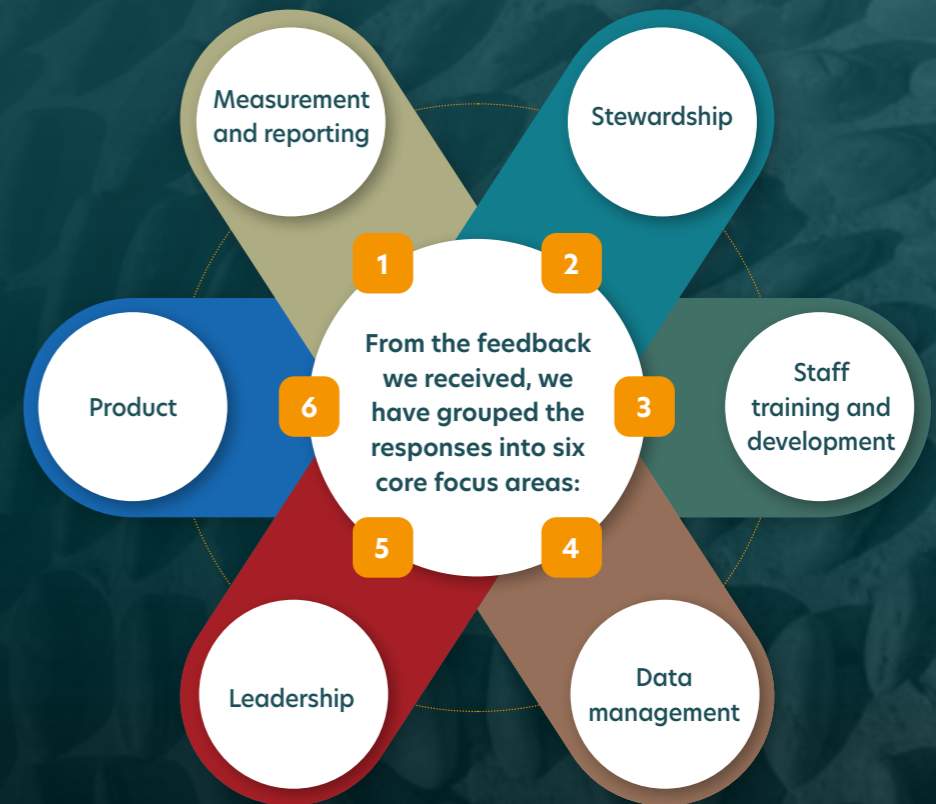 From the feedback
we received, we
have grouped the
responses into six
core focus areas:
1
Measurement
and reporting
2
Stewardship
3
Staff
training and
development
4
Data
management
5
Leadership
6
Product